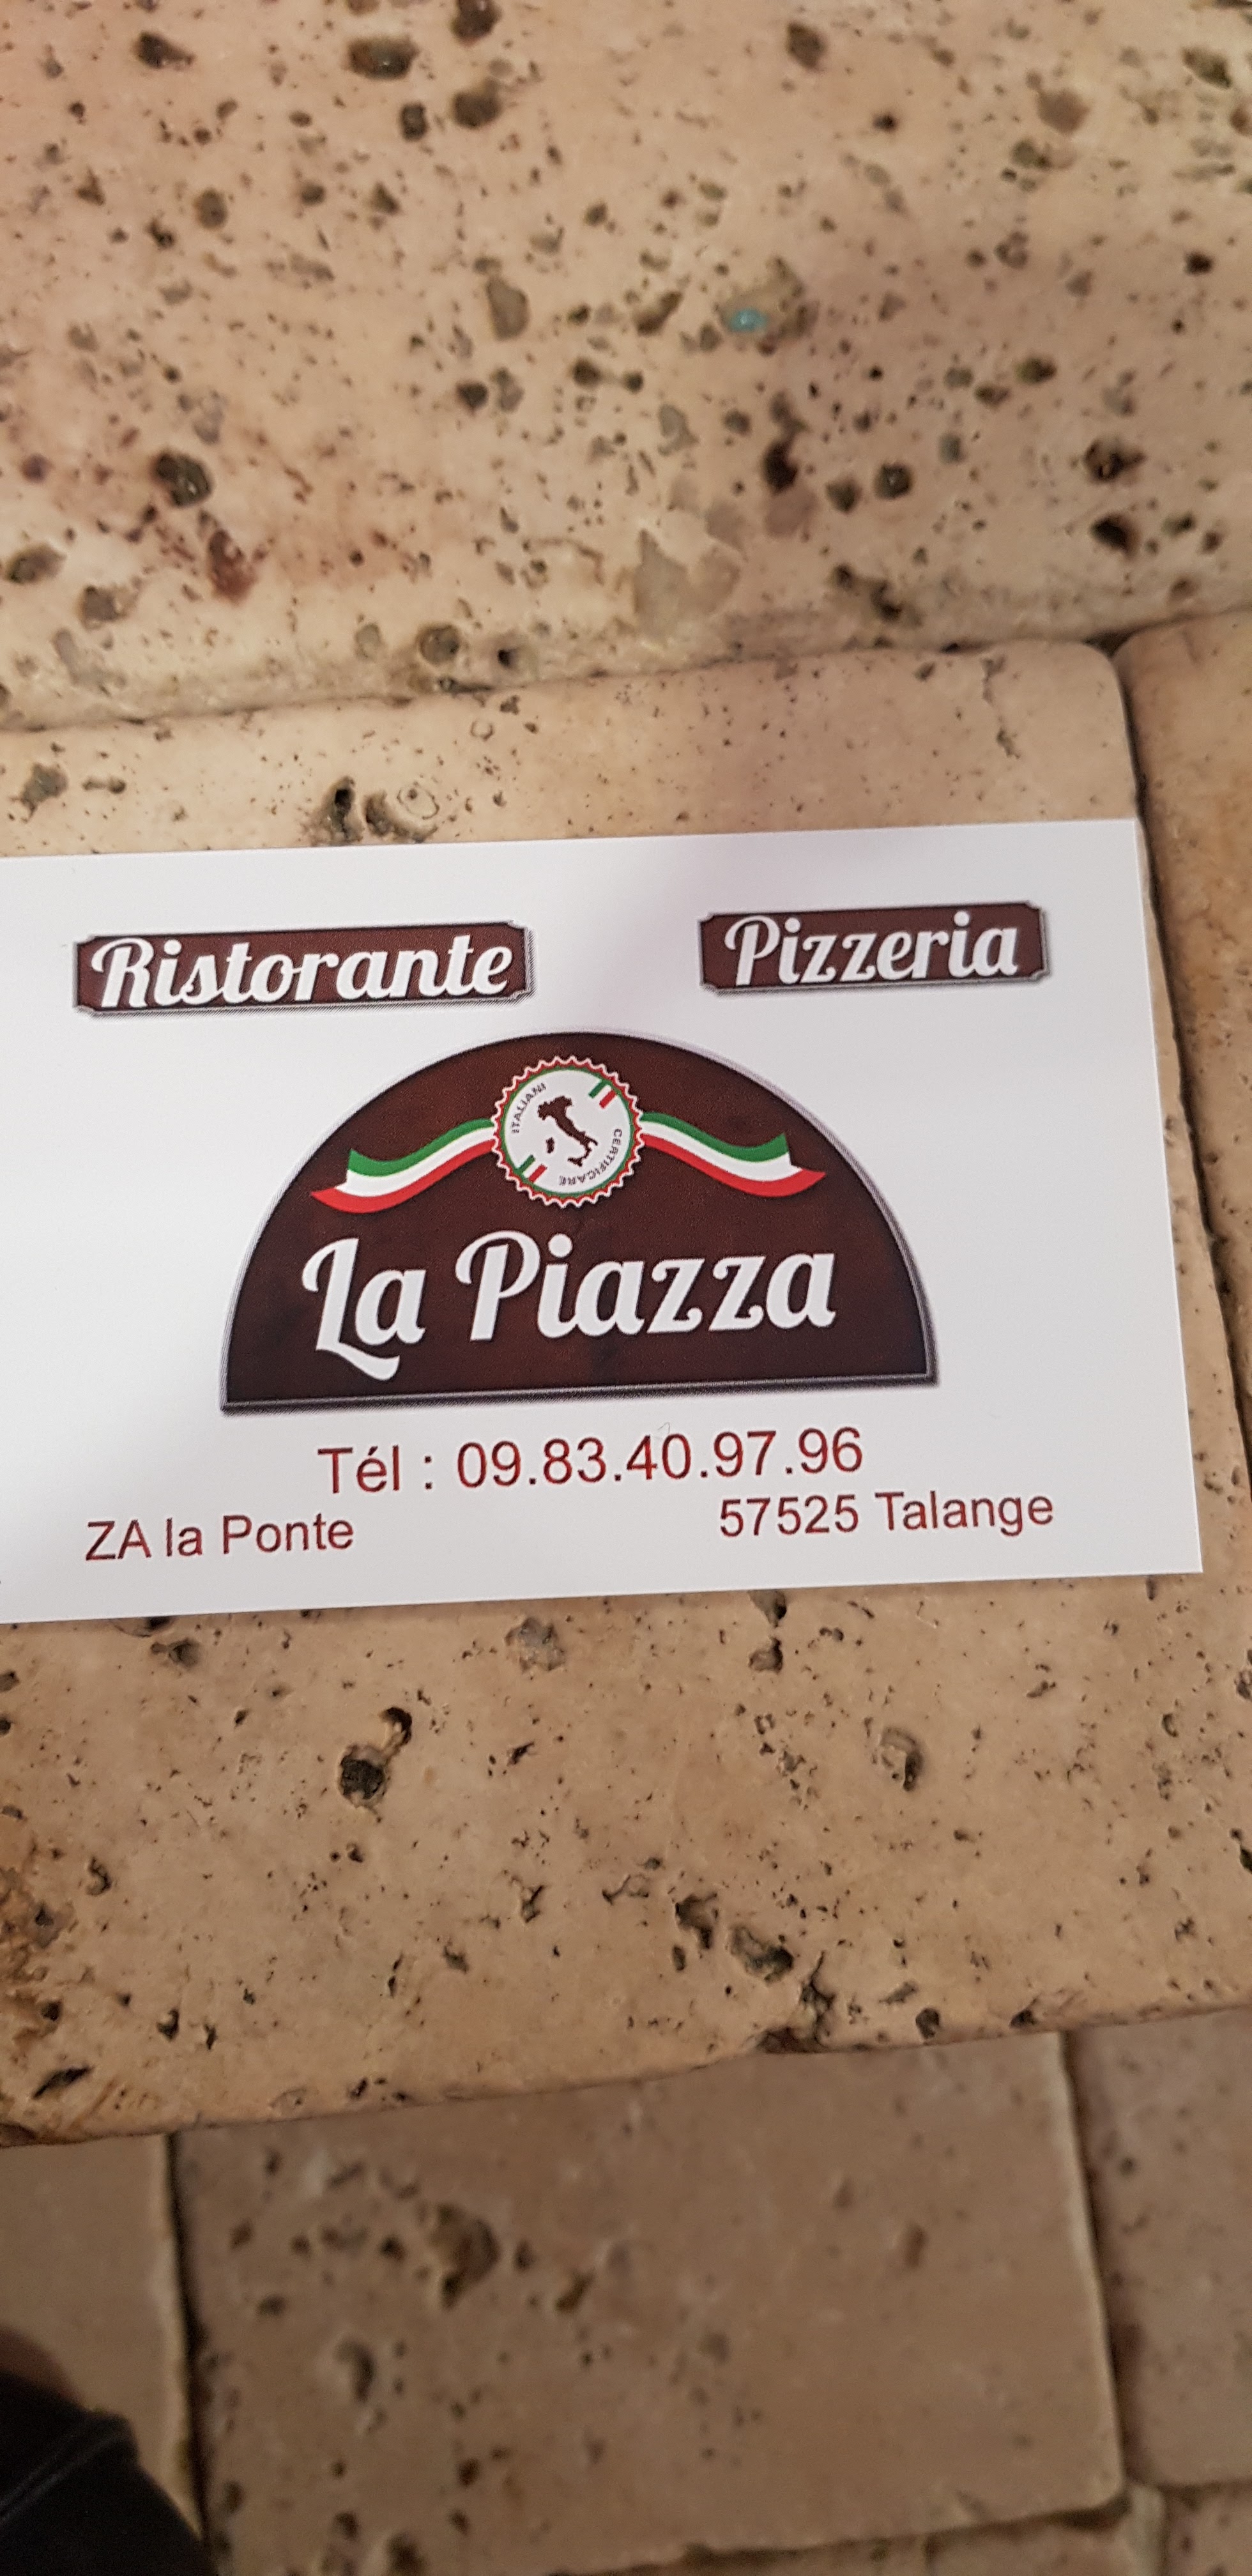 Ristorante
Pizzeria
ITALIANI
CERTIFICARE
La Piazza
Tél : 09.83.40.97.96
ZA la Ponte
57525 Talange